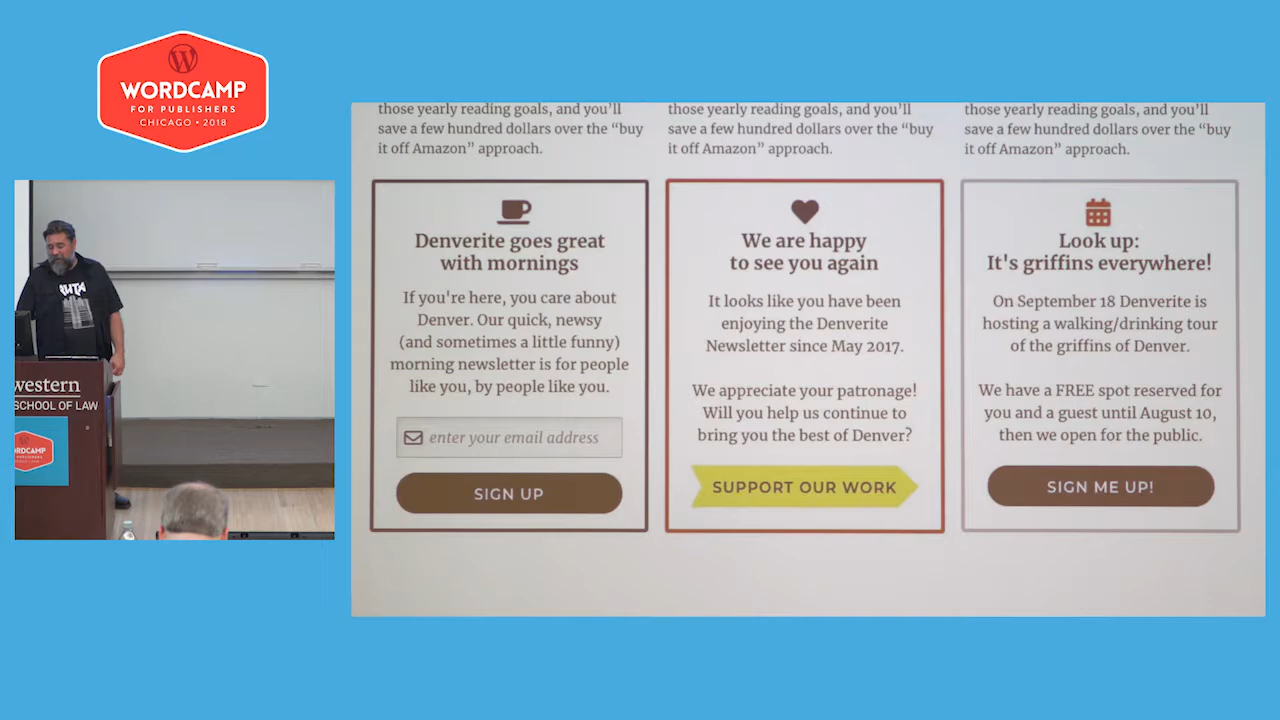 WORDCAMP
FOR PUBLISHERS
CHICAGO • 2018
western
SCHOOL OF LAW
RDCAMP
those yearly reading goals, and you’ll
save a few hundred dollars over the “buy
it off Amazon” approach.
Denverite goes great
with mornings
If you're here, you care about
Denver. Our quick, newsy
(and sometimes a little funny)
morning newsletter is for people
like you, by people like you.
enter your email address
SIGN UP
those yearly reading goals, and you’ll
save a few hundred dollars over the “buy
it off Amazon” approach.
We are happy
to see you again
It looks like you have been
enjoying the Denverite
Newsletter since May 2017.
We appreciate your patronage!
Will you help us continue to
bring you the best of Denver?
SUPPORT OUR WORK
those yearly reading goals, and you’ll
save a few hundred dollars over the “buy
it off Amazon” approach.
Look up:
It's griffins everywhere!
On September 18 Denverite is
hosting a walking/drinking tour
of the griffins of Denver.
We have a FREE spot reserved for
you and a guest until August 10,
then we open for the public.
SIGN ME UP!